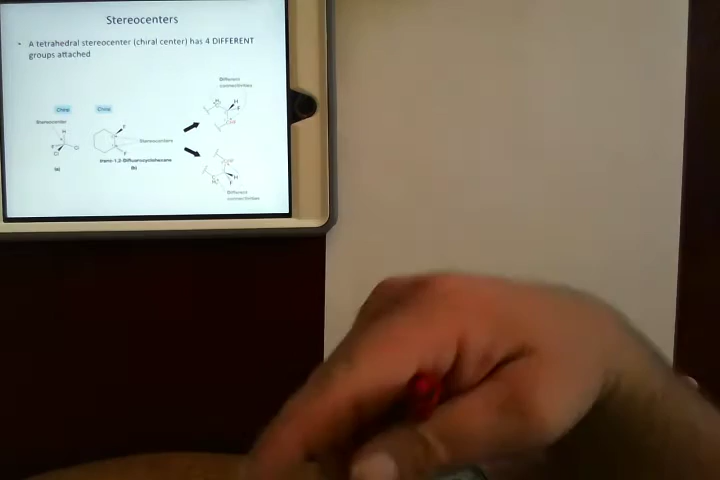 Stereocenters
• A tetrahedral stereocenter (chiral center) has 4 DIFFERENT
groups attached
Different
connectivities
Chiral
Chiral
Stereocenter
H
F
Cl
F
F
Stereocenters
trans-1,2-Difluorocyclohexane
(a)
(b)
H
F
H
F
Different
connectivities